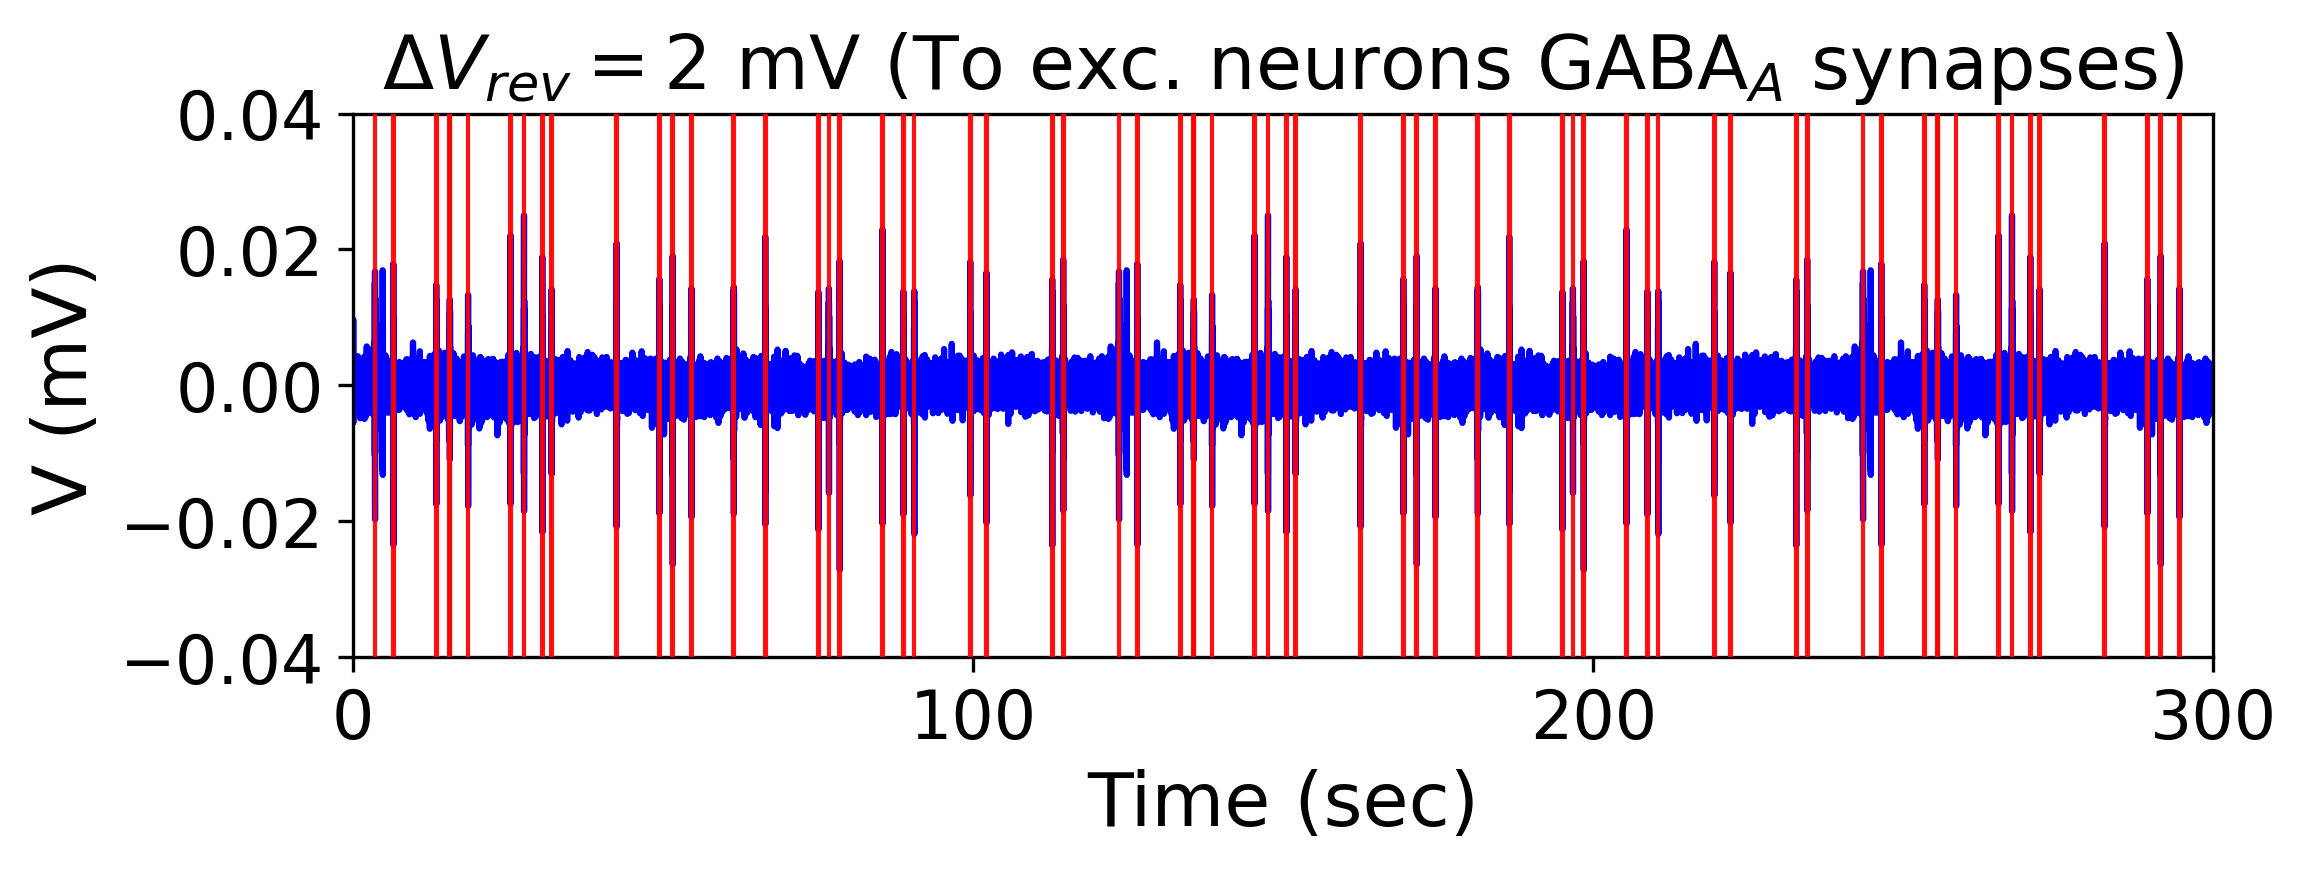 ΔV_rev = 2 mV (To exc. neurons GABA_A synapses)
0.04
0.02
0.00
−0.02
−0.04
V (mV)
0 100 200 300
Time (sec)